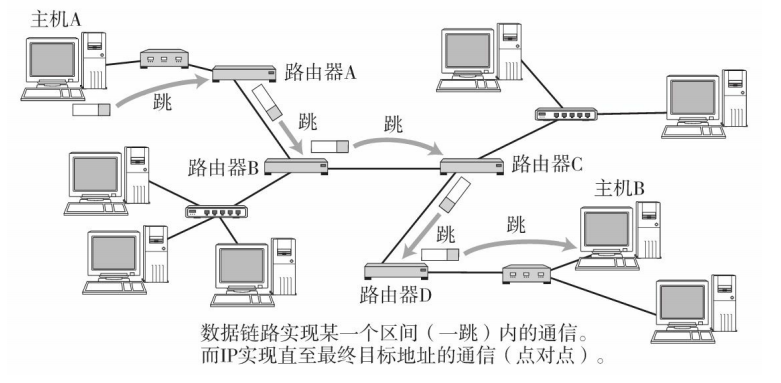 主机A
路由器A
跳
跳
跳
路由器B
路由器C
主机B
跳
跳
路由器D
数据链路实现某一个区间（一跳）内的通信。
而IP实现直至最终目标地址的通信（点对点）。